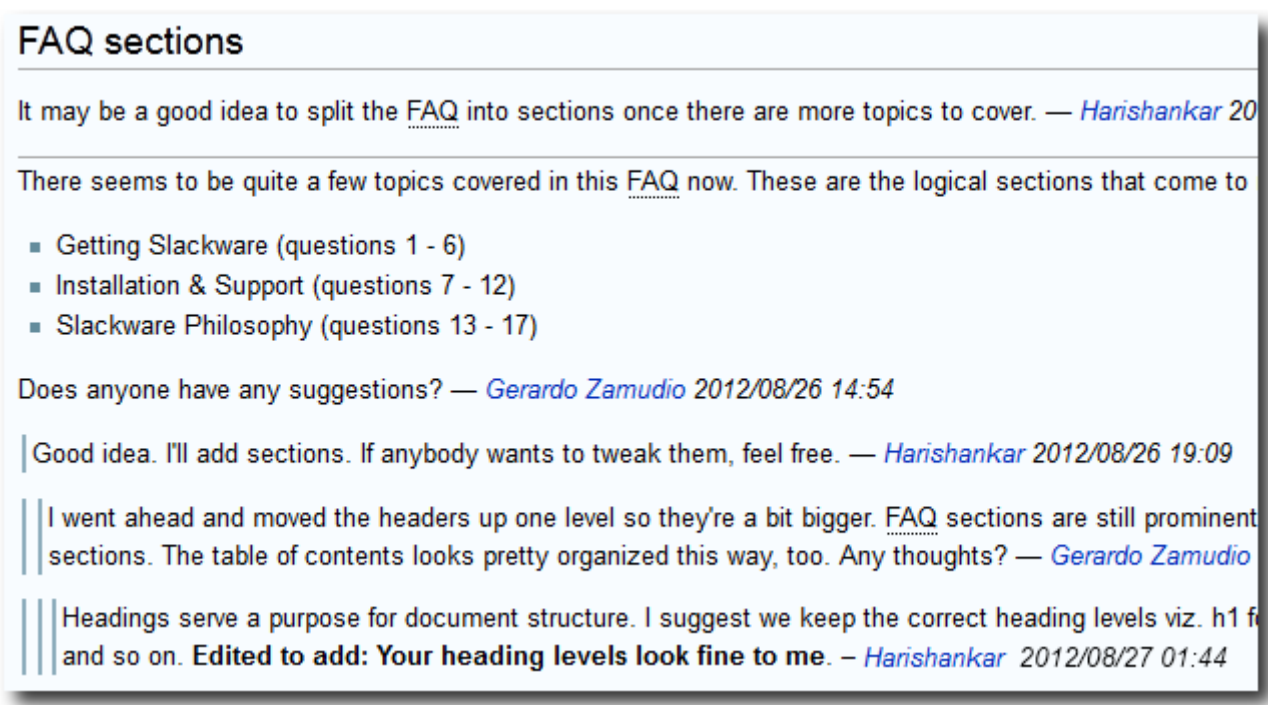 FAQ sections
It may be a good idea to split the FAQ into sections once there are more topics to cover. — Harishankar 20
There seems to be quite a few topics covered in this FAQ now. These are the logical sections that come to
Getting Slackware (questions 1 - 6)
Installation & Support (questions 7 - 12)
Slackware Philosophy (questions 13 - 17)
Does anyone have any suggestions? — Gerardo Zamudio 2012/08/26 14:54
Good idea. I'll add sections. If anybody wants to tweak them, feel free. — Harishankar 2012/08/26 19:09
I went ahead and moved the headers up one level so they're a bit bigger. FAQ sections are still prominent
sections. The table of contents looks pretty organized this way, too. Any thoughts? — Gerardo Zamudio
Headings serve a purpose for document structure. I suggest we keep the correct heading levels viz. h1
and so on. Edited to add: Your heading levels look fine to me. – Harishankar 2012/08/27 01:44